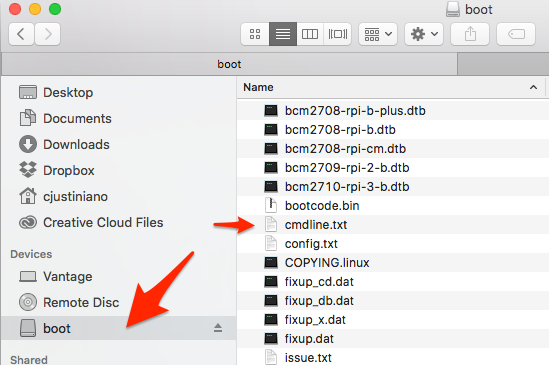 boot
boot
Desktop
Documents
Downloads
Dropbox
cjustiniano
Creative Cloud Files
Devices
Vantage
Remote Disc
boot
Shared
Name
bcm2708-rpi-b-plus.dtb
bcm2708-rpi-b.dtb
bcm2708-rpi-cm.dtb
bcm2709-rpi-2-b.dtb
bcm2710-rpi-3-b.dtb
bootcode.bin
cmdline.txt
config.txt
COPYING.linux
fixup_cd.dat
fixup_db.dat
fixup_x.dat
fixup.dat
issue.txt